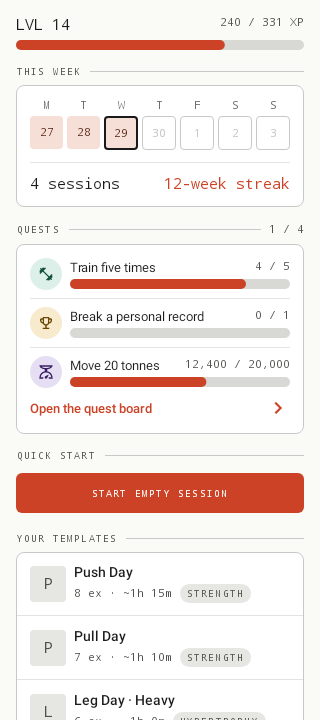 LVL 14 240 / 331 XP
THIS WEEK
M T W T F S S
27 28 29 30 1 2 3
4 sessions 12-week streak
QUESTS 1 / 4
Train five times 4 / 5
Break a personal record 0 / 1
Move 20 tonnes 12,400 / 20,000
Open the quest board
QUICK START
START EMPTY SESSION
YOUR TEMPLATES
P Push Day
8 ex · ~1h 15m STRENGTH
P Pull Day
7 ex · ~1h 10m STRENGTH
L Leg Day · Heavy